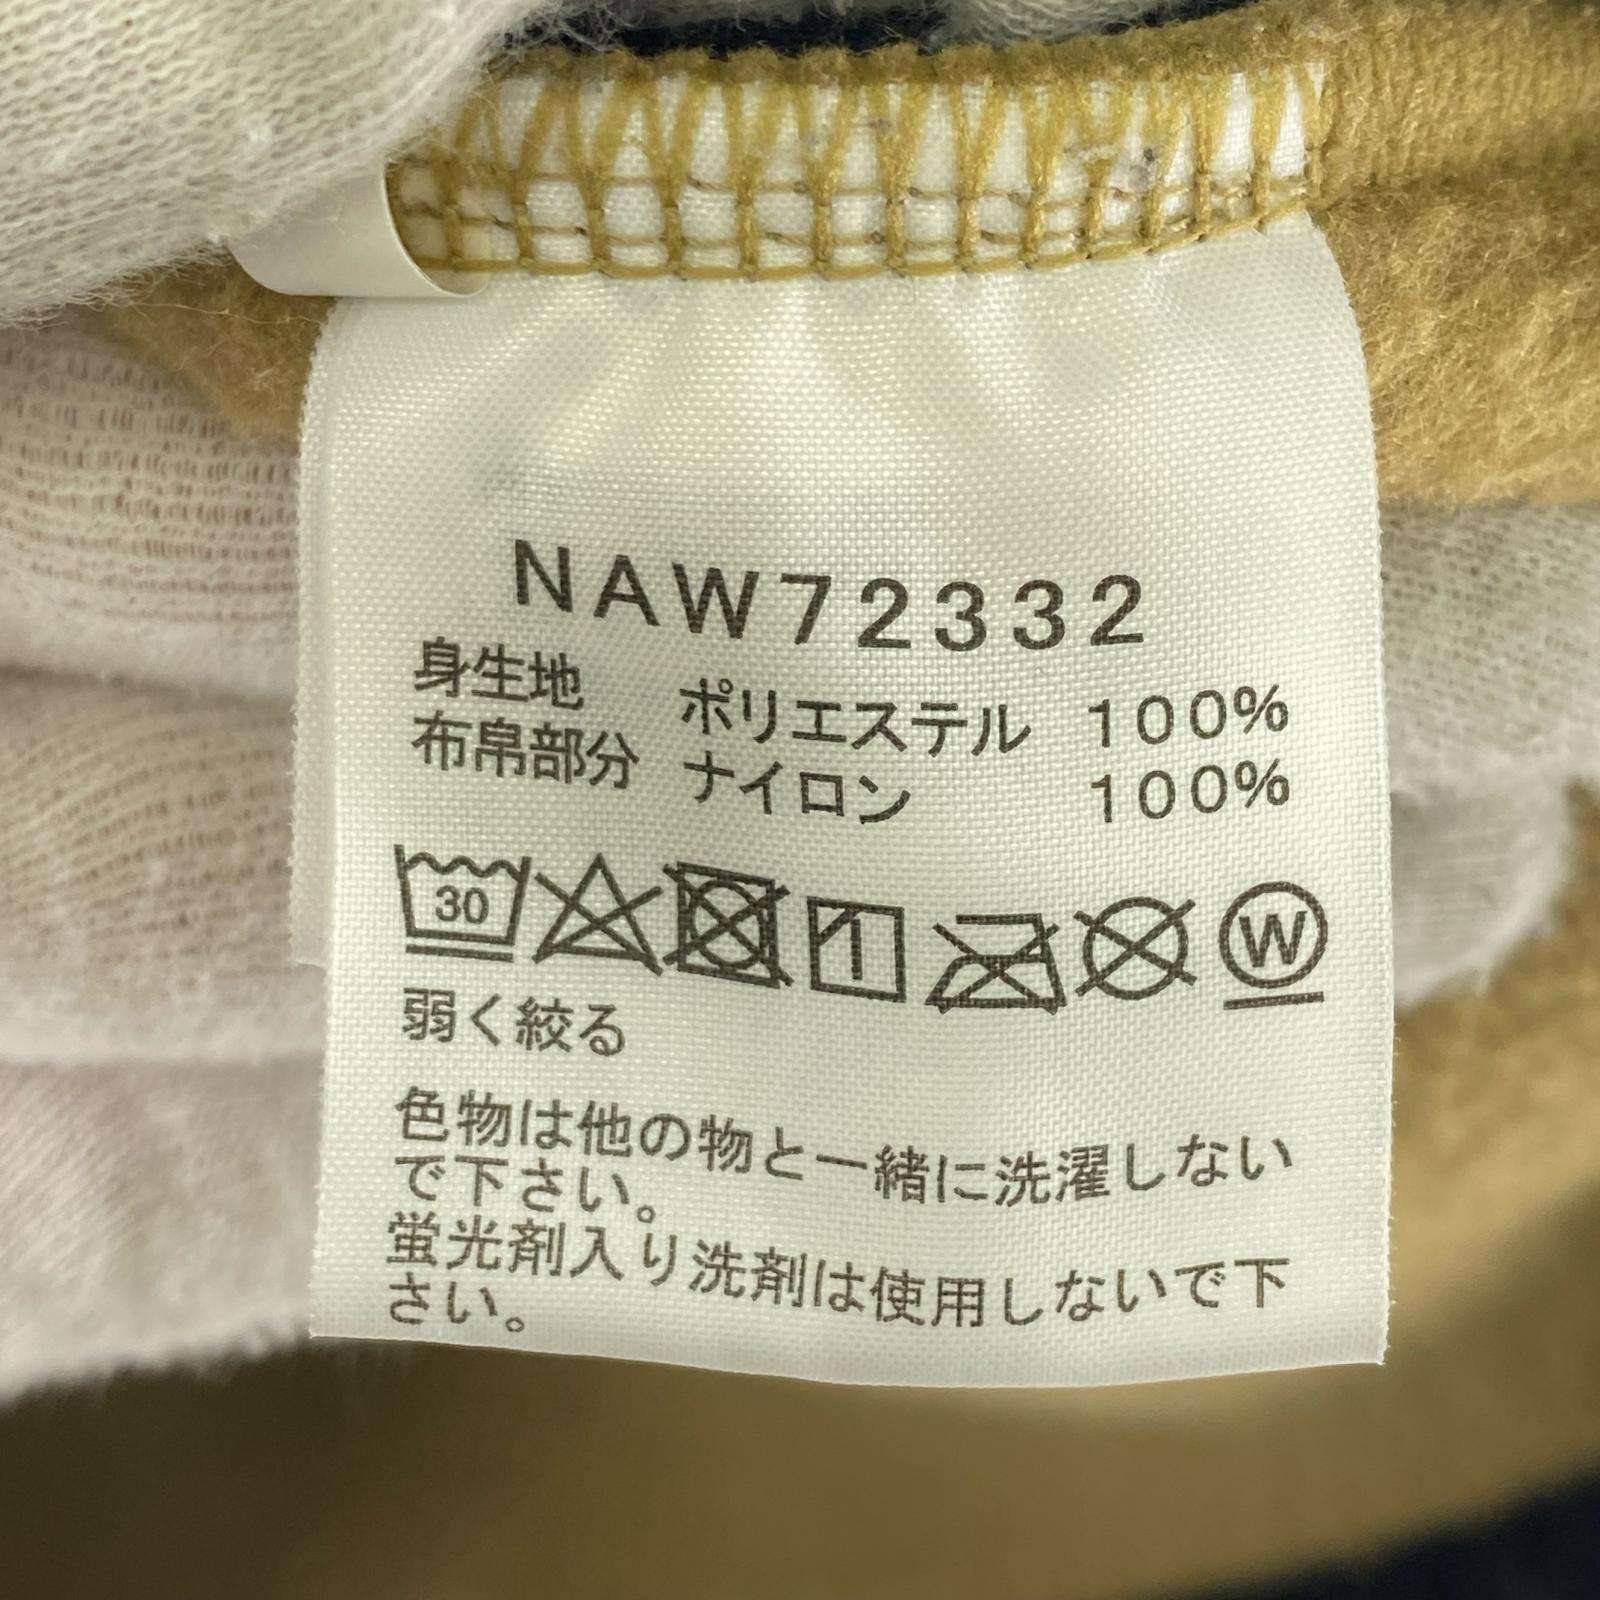 NAW72332
身生地 ポリエステル 100%
布帛部分 ナイロン 100%
30 W
弱く絞る
色物は他の物と一緒に洗濯しない
で下さい。
蛍光剤入り洗剤は使用しないで下
さい。